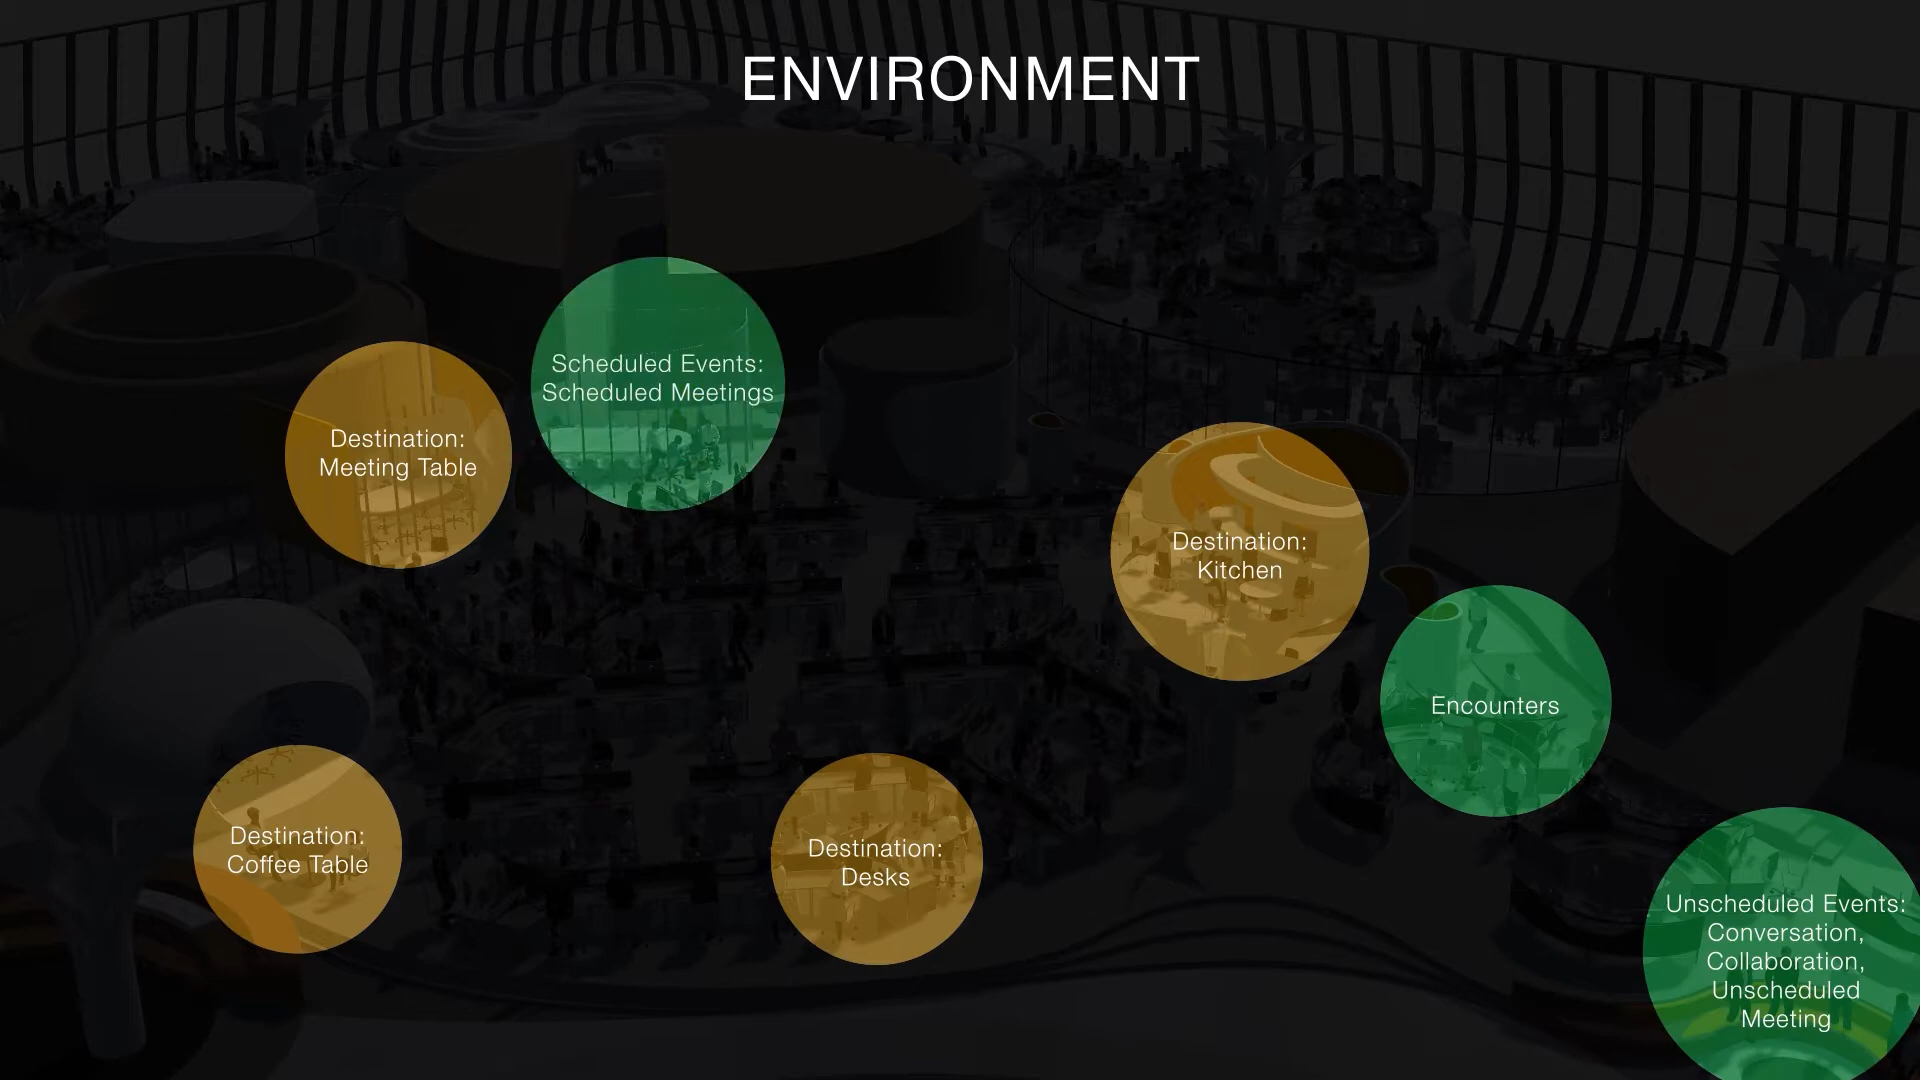 ENVIRONMENT
Scheduled Events:
Scheduled Meetings
Destination:
Meeting Table
Destination:
Kitchen
Encounters
Destination:
Coffee Table
Destination:
Desks
Unscheduled Events:
Conversation,
Collaboration,
Unscheduled
Meeting